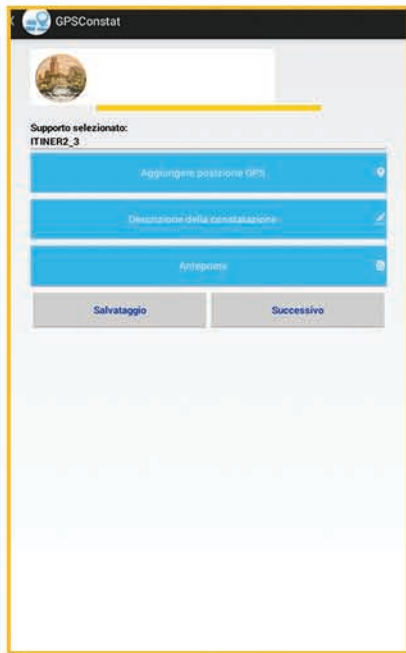 GPSConstat
Supporto selezionato:
ITINER2_3
Aggiungere posizione GPS
Descrizione della constatazione
Anteprima
Salvataggio
Successivo